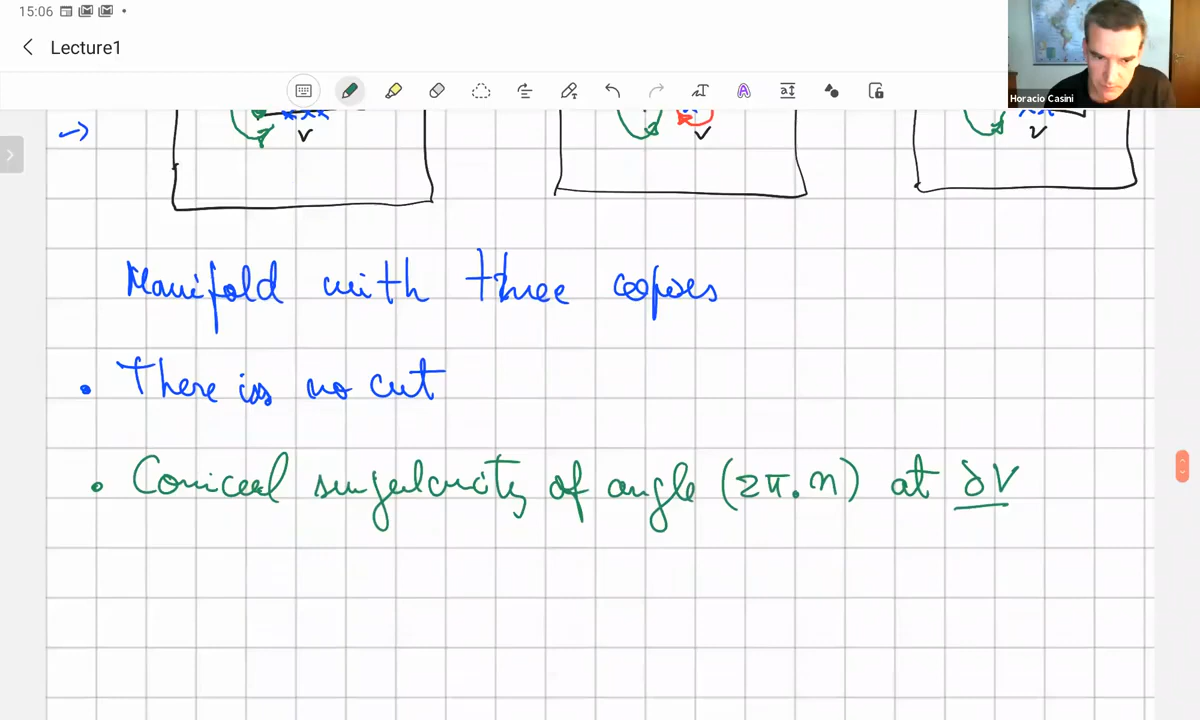 15:06
Lecture1
Horacio Casini
V V V
Manifold with three copies
• There is no cut
• Conical singularity of angle (2π.n) at ∂V